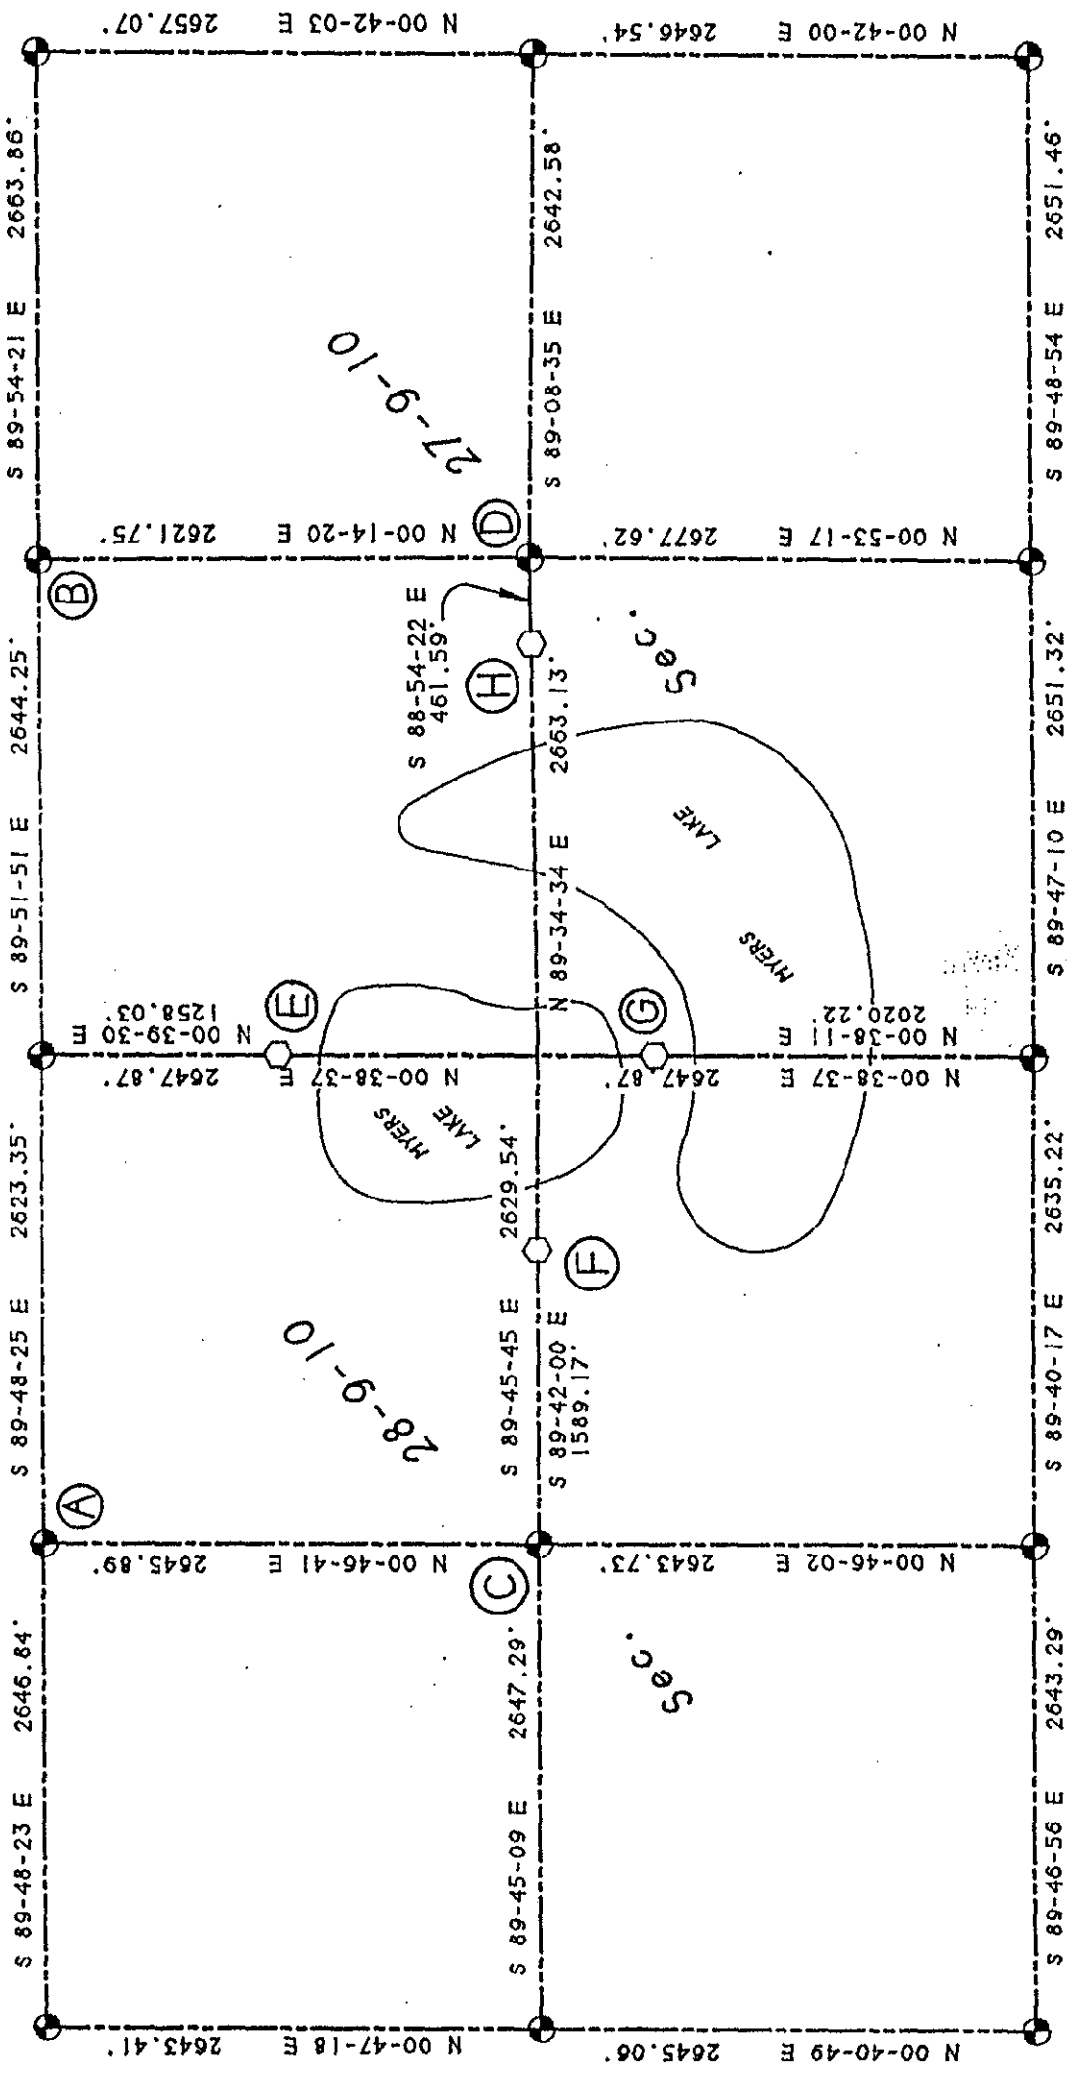 S 89-48-23 E 2646.84'
S 89-48-25 E 2623.35'
S 89-51-51 E 2644.25'
S 89-54-21 E 2663.86'
N 00-47-18 E 2643.41'
A
N 00-46-41 E 2645.89'
28-9-10
N 00-39-30 E
1258.03'
E
N 00-38-37 E 2647.87'
MYERS
LAKE
B
N 00-14-20 E 2621.75'
27-9-10
N 00-42-03 E 2657.07'
S 89-45-09 E 2647.29'
C
S 89-45-45 E 2629.54'
S 89-42-00 E
1589.17'
F
N 89-34-34 E 2663.13'
S 88-54-22 E
461.59'
H
D
S 89-08-35 E 2642.58'
N 00-40-49 E 2645.06'
Sec.
N 00-46-02 E 2643.73'
G
N 00-38-37 E 2647.87'
N 00-38-11 E
2020.22'
MYERS
LAKE
Sec.
N 00-53-17 E 2677.62'
N 00-42-00 E 2646.54'
S 89-46-56 E 2643.29'
S 89-40-17 E 2635.22'
S 89-47-10 E 2651.32'
S 89-48-54 E 2651.46'